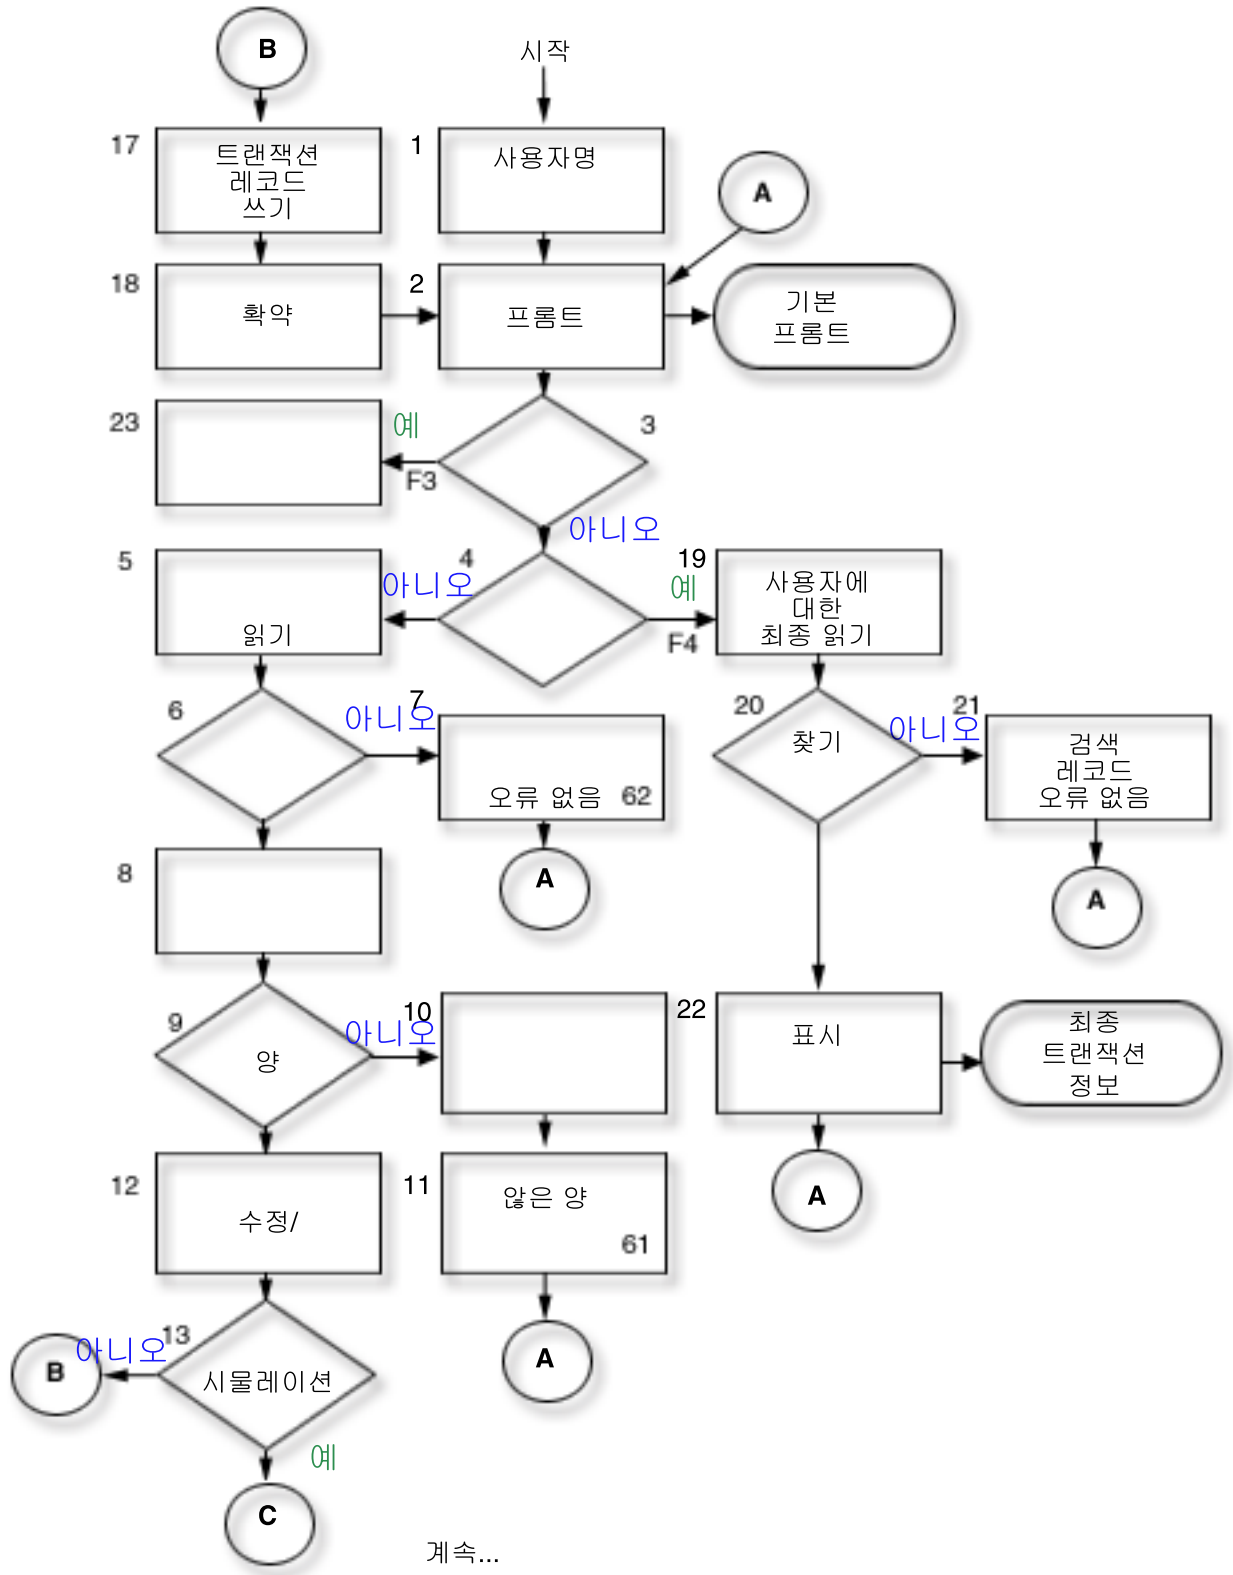 B
시작
17
트랜잭션
레코드
쓰기
1
사용자명
A
18
확약
2
프롬트
기본
프롬트
23
예
F3
3
아니오
5
읽기
아니오
4
19
예
F4
사용자에
대한
최종 읽기
6
아니오
7
오류 없음 62
20
찾기
아니오
21
검색
레코드
오류 없음
8
A
A
9
양
아니오
10
22
표시
최종
트랜잭션
정보
12
수정/
11
않은 양
61
A
B
아니오
13
시물레이션
A
예
C
계속...